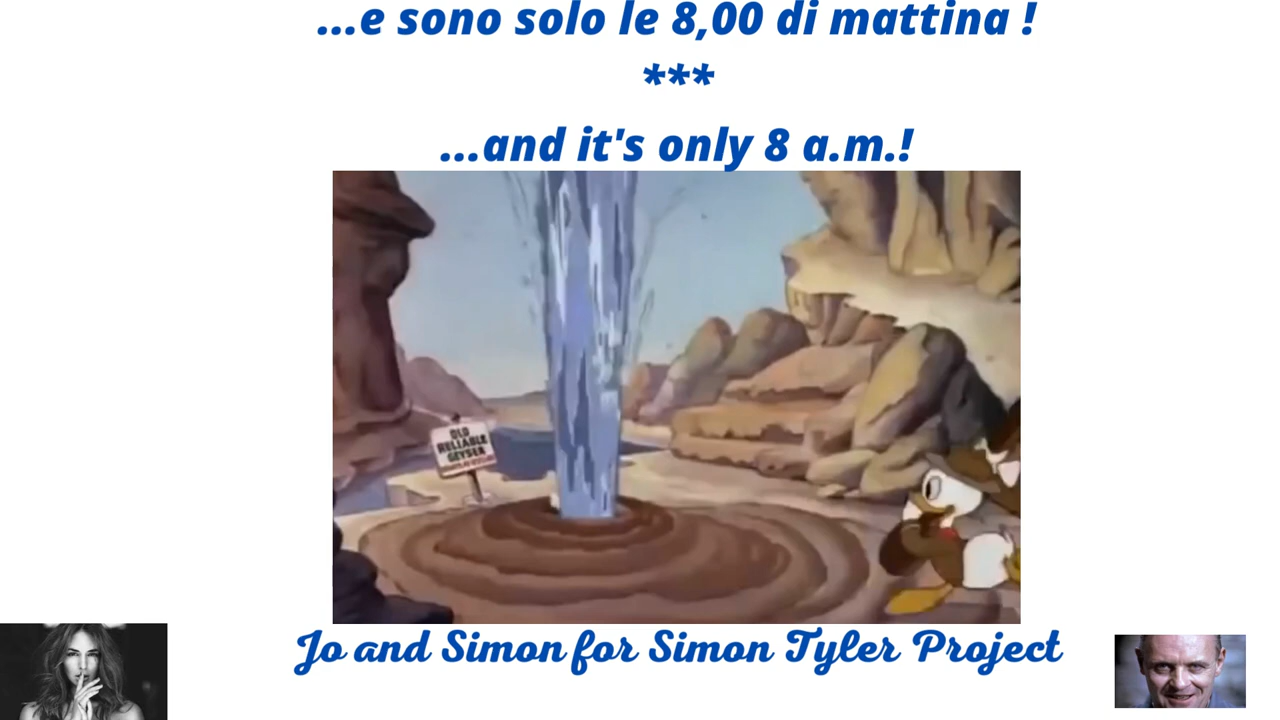 ...e sono solo le 8,00 di mattina !
***
...and it's only 8 a.m.!
OLD
RELIABLE
GEYSER
Jo and Simon for Simon Tyler Project